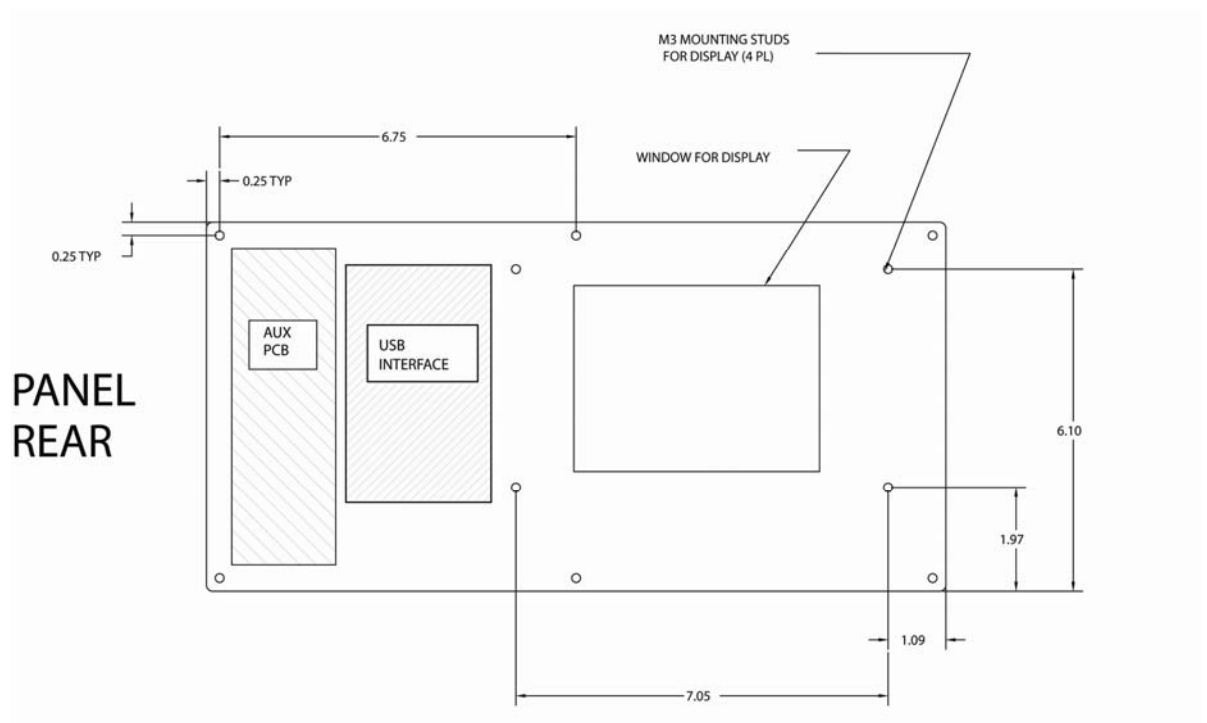 M3 MOUNTING STUDS
FOR DISPLAY (4 PL)
6.75
WINDOW FOR DISPLAY
0.25 TYP
0.25 TYP
AUX
PCB
USB
INTERFACE
PANEL
REAR
6.10
1.97
1.09
7.05